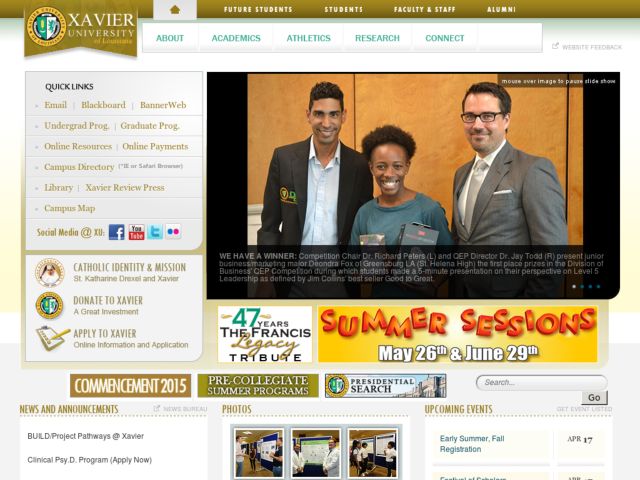 XAVIER
UNIVERSITY
of Louisiana
FUTURE STUDENTS
STUDENTS
FACULTY & STAFF
ALUMNI
ABOUT
ACADEMICS
ATHLETICS
RESEARCH
CONNECT
WEBSITE FEEDBACK
QUICK LINKS
» Email | Blackboard | BannerWeb
» Undergrad Prog. | Graduate Prog.
» Online Resources | Online Payments
» Campus Directory (*IE or Safari Browser)
» Library | Xavier Review Press
» Campus Map
Social Media @ XU: f You Tube t
mouse over image to pause slide show
WE HAVE A WINNER: Competition Chair Dr. Richard Peters (L) and QEP Director Dr. Jay Todd (R) present junior
business/marketing major Deondra Fox of Greensburg LA (St. Helena High) the first place prizes in the Division of
Business' QEP Competition during which students made a 5-minute presentation on their perspective on Level 5
Leadership as defined by Jim Collins' best seller Good to Great.
CATHOLIC IDENTITY & MISSION
St. Katharine Drexel and Xavier
DONATE TO XAVIER
A Great Investment
APPLY TO XAVIER
Online Information and Application
47 YEARS
THE FRANCIS
Legacy
TRIBUTE
SUMMER SESSIONS
May 26th & June 29th
COMMENCEMENT 2015
PRE-COLLEGIATE
SUMMER PROGRAMS
PRESIDENTIAL
SEARCH
Search...
Go
NEWS AND ANNOUNCEMENTS
NEWS BUREAU
BUILD/Project Pathways @ Xavier
Clinical Psy.D. Program (Apply Now)
PHOTOS
UPCOMING EVENTS
GET EVENT LISTED
Early Summer, Fall
Registration
APR 17
Festival of Scholars
APR 17